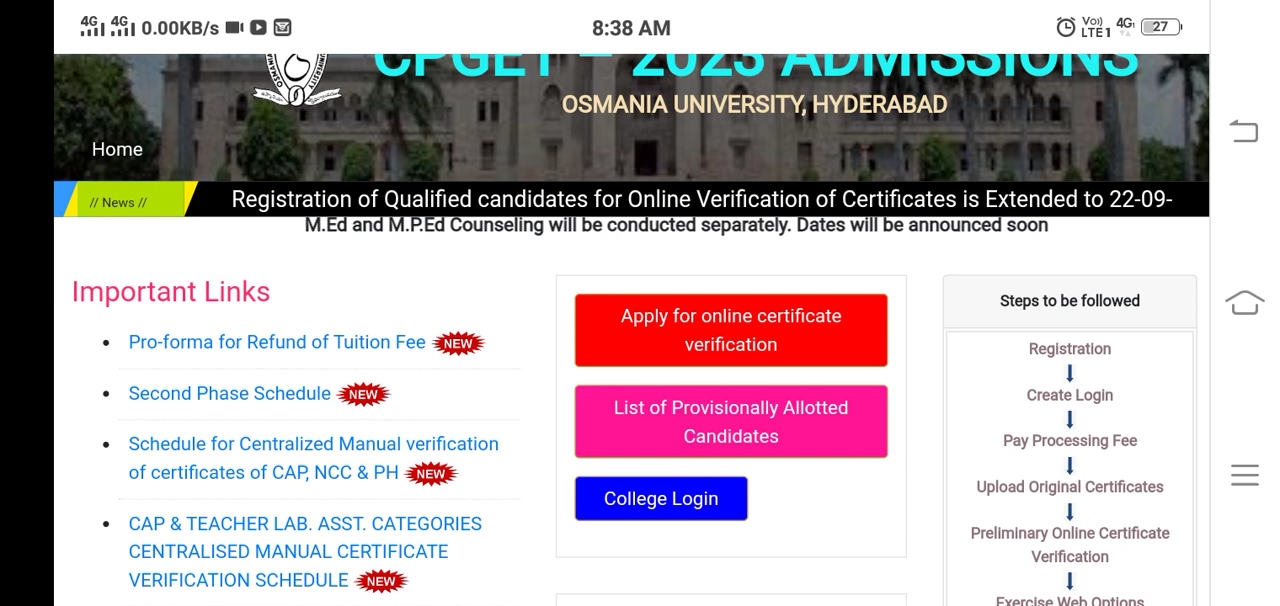 4G 4G 0.00KB/s
8:38 AM
Vo)) LTE 1 4G 27
CPGET – 2023 ADMISSIONS
OSMANIA UNIVERSITY, HYDERABAD
Home
// News //
Registration of Qualified candidates for Online Verification of Certificates is Extended to 22-09-
M.Ed and M.P.Ed Counseling will be conducted separately. Dates will be announced soon
Important Links
Pro-forma for Refund of Tuition Fee NEW
Second Phase Schedule NEW
Schedule for Centralized Manual verification
of certificates of CAP, NCC & PH NEW
CAP & TEACHER LAB. ASST. CATEGORIES
CENTRALISED MANUAL CERTIFICATE
VERIFICATION SCHEDULE NEW
Apply for online certificate
verification
List of Provisionally Allotted
Candidates
College Login
Steps to be followed
Registration
Create Login
Pay Processing Fee
Upload Original Certificates
Preliminary Online Certificate
Verification
Exercise Web Options